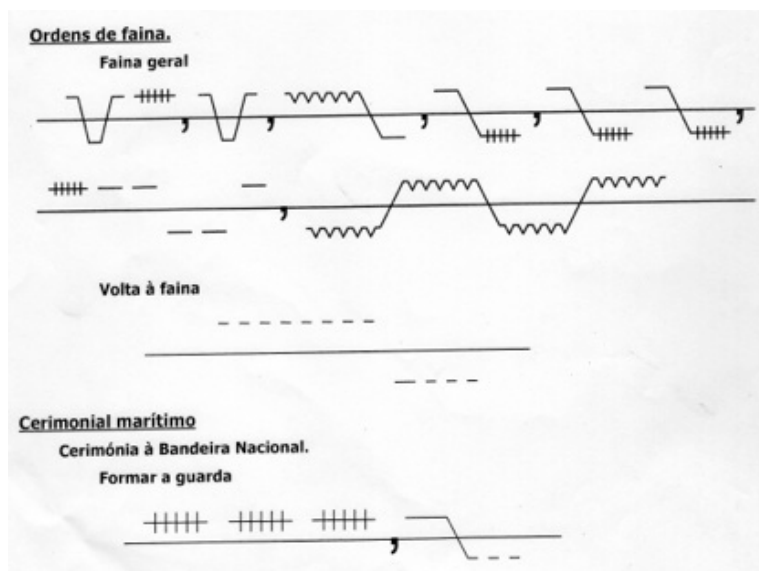 Ordens de faina.
Faina geral
Volta à faina
Cerimonial marítimo
Cerimónia à Bandeira Nacional.
Formar a guarda